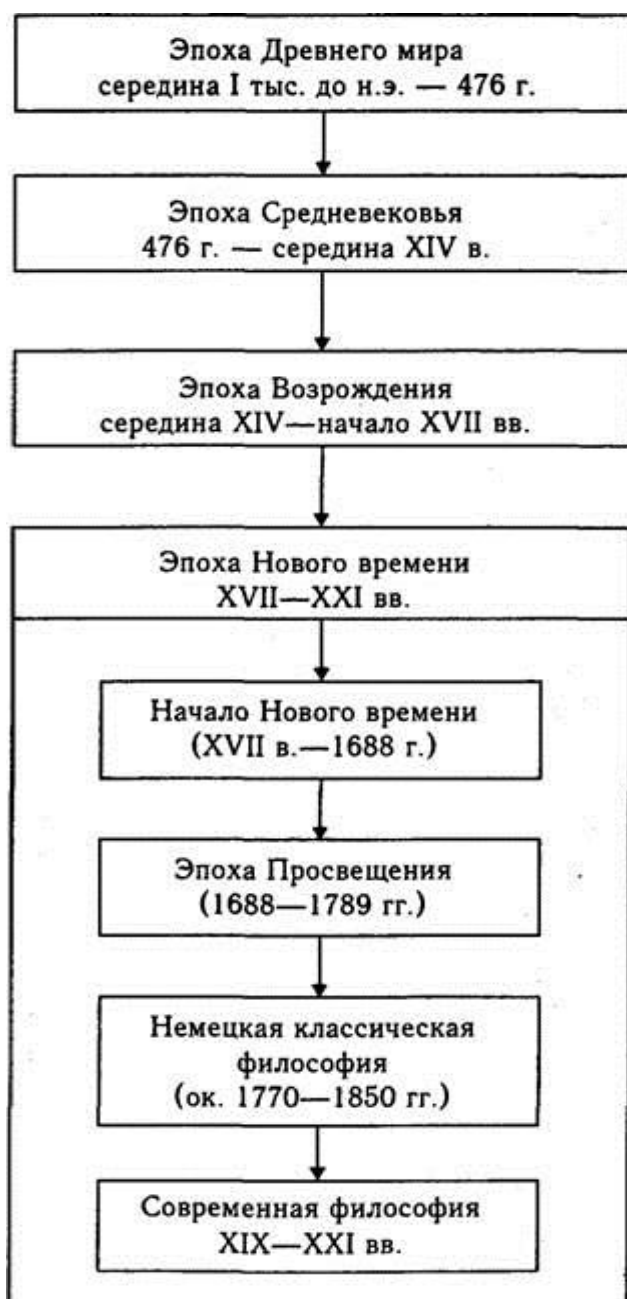 Эпоха Древнего мира
середина I тыс. до н.э. — 476 г.
Эпоха Средневековья
476 г. — середина XIV в.
Эпоха Возрождения
середина XIV—начало XVII вв.
Эпоха Нового времени
XVII—XXI вв.
Начало Нового времени
(XVII в.—1688 г.)
Эпоха Просвещения
(1688—1789 гг.)
Немецкая классическая
философия
(ок. 1770—1850 гг.)
Современная философия
XIX—XXI вв.